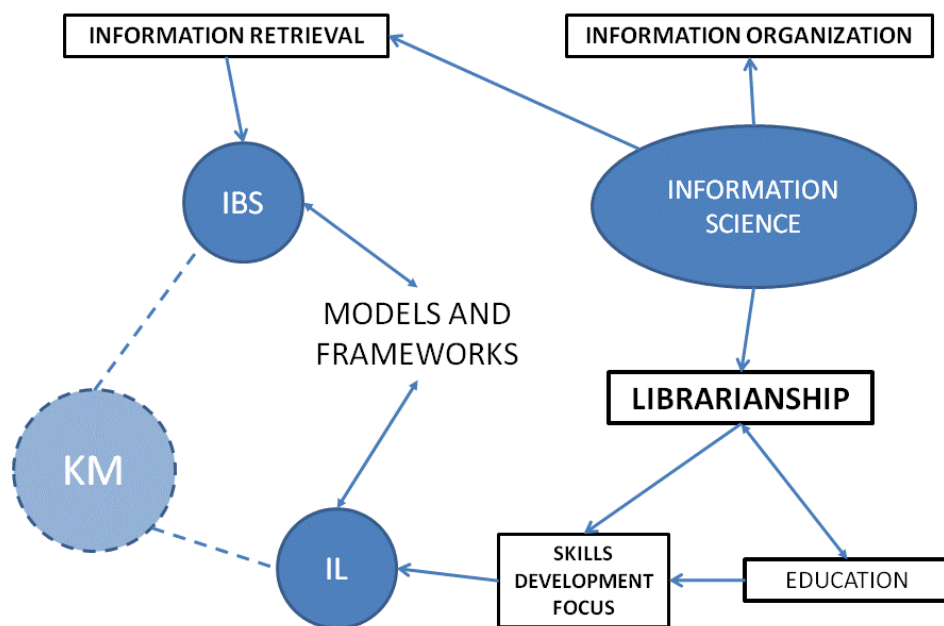 INFORMATION RETRIEVAL
INFORMATION ORGANIZATION
IBS
INFORMATION
SCIENCE
MODELS AND
FRAMEWORKS
LIBRARIANSHIP
KM
IL
SKILLS
DEVELOPMENT
FOCUS
EDUCATION